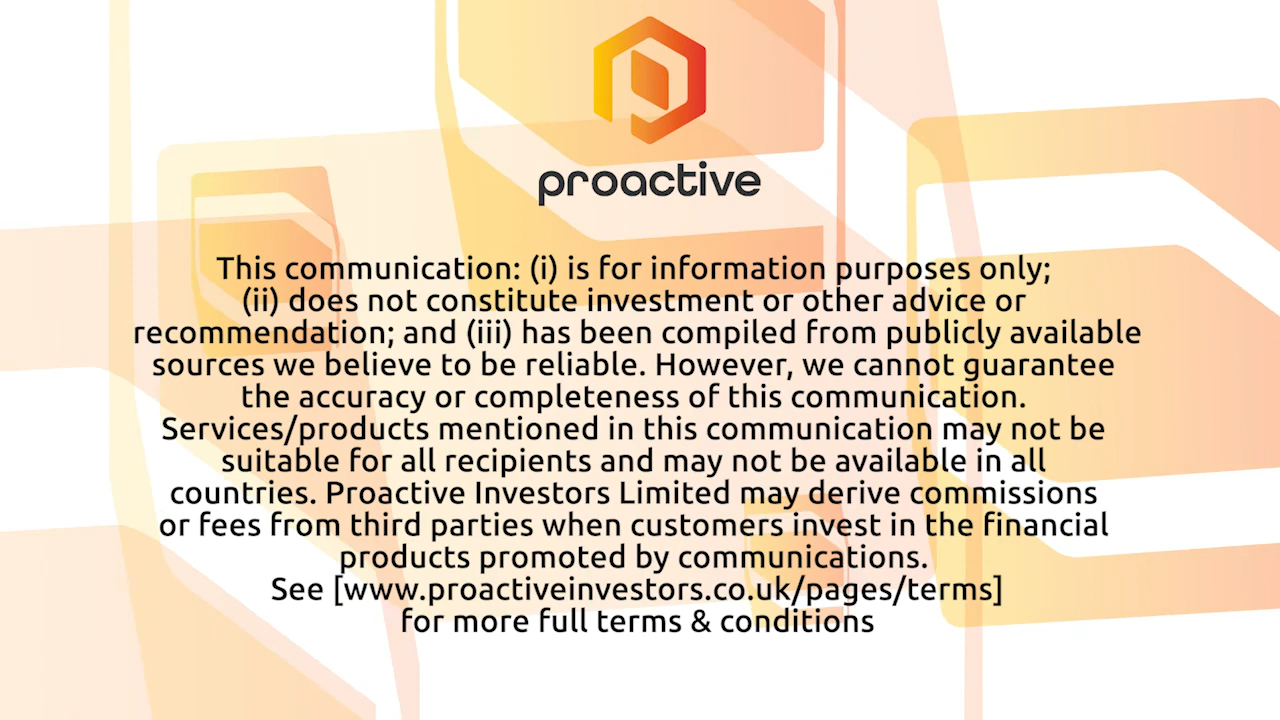 proactive
This communication: (i) is for information purposes only;
(ii) does not constitute investment or other advice or
recommendation; and (iii) has been compiled from publicly available
sources we believe to be reliable. However, we cannot guarantee
the accuracy or completeness of this communication.
Services/products mentioned in this communication may not be
suitable for all recipients and may not be available in all
countries. Proactive Investors Limited may derive commissions
or fees from third parties when customers invest in the financial
products promoted by communications.
See [www.proactiveinvestors.co.uk/pages/terms]
for more full terms & conditions